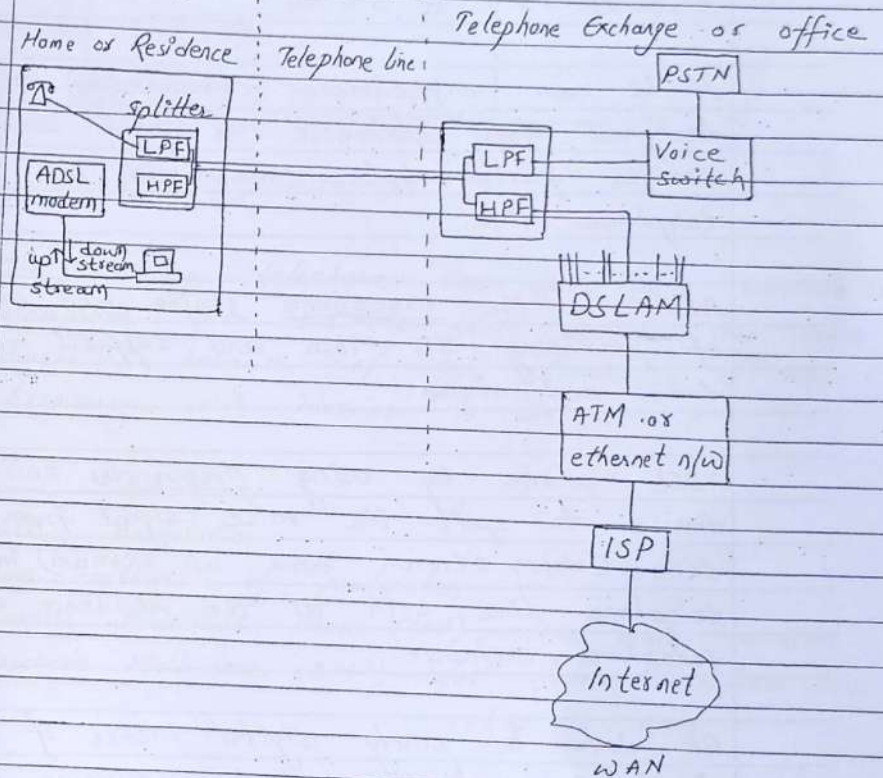 Telephone Exchange or office
Home or Residence
Telephone line
PSTN
splitter
LPF
HPF
ADSL
modem
up
down
stream
stream
LPF
HPF
Voice
switch
DSLAM
ATM or
ethernet n/w
ISP
Internet
WAN